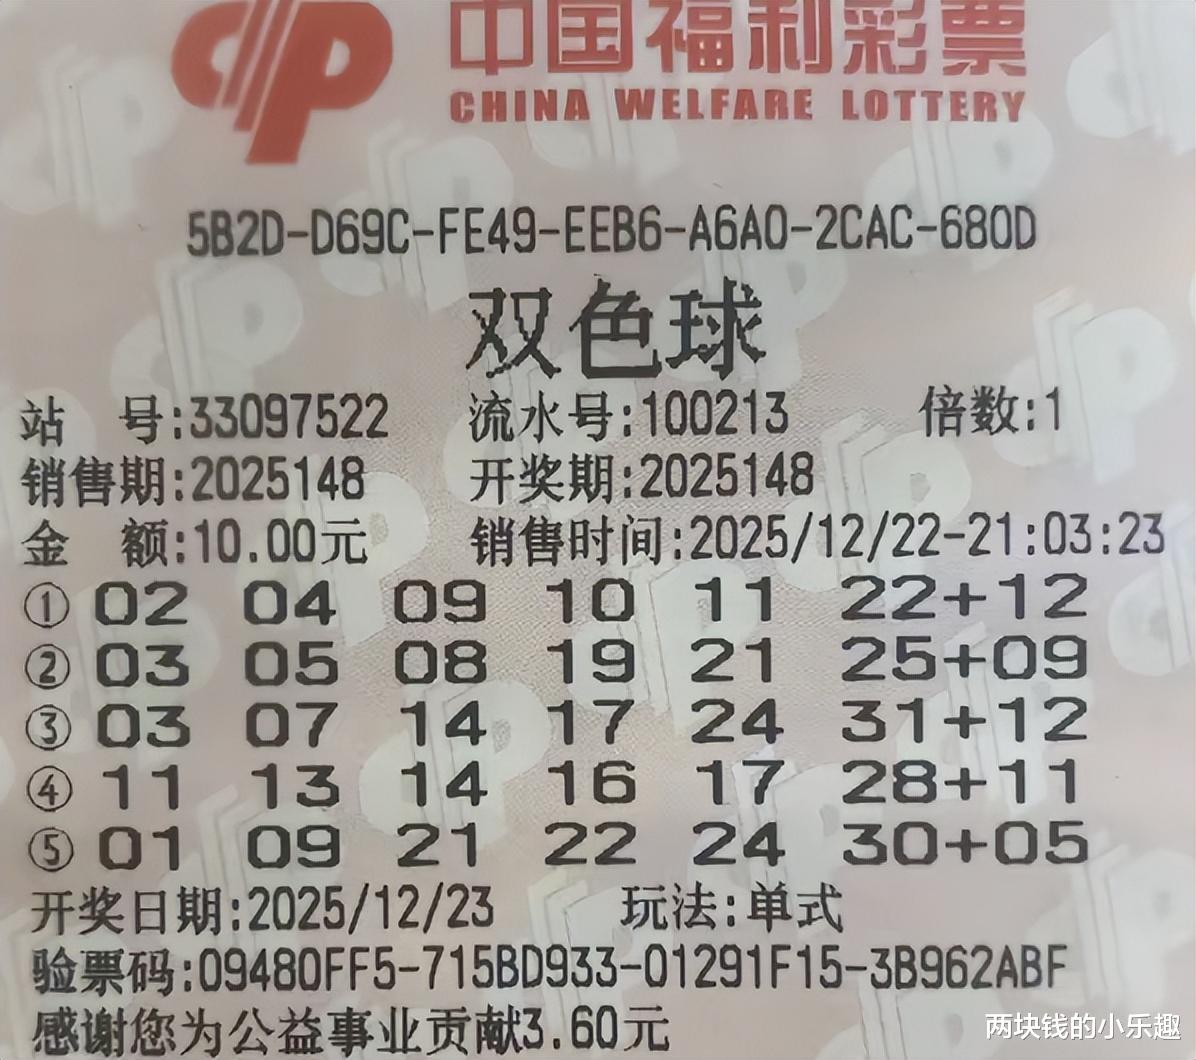 中国福利彩票
CHINA WELFARE LOTTERY
5B2D-D69C-FE49-EEB6-A6A0-2CAC-680D
双色球
站 号:33097522 流水号:100213 倍数:1
销售期:2025148 开奖期:2025148
金 额:10.00元 销售时间:2025/12/22-21:03:23
① 02 04 09 10 11 22+12
② 03 05 08 19 21 25+09
③ 03 07 14 17 24 31+12
④ 11 13 14 16 17 28+11
⑤ 01 09 21 22 24 30+05
开奖日期:2025/12/23 玩法:单式
验票码:09480FF5-715BD933-01291F15-3B962ABF
感谢您为公益事业贡献3.60元
两块钱的小乐趣